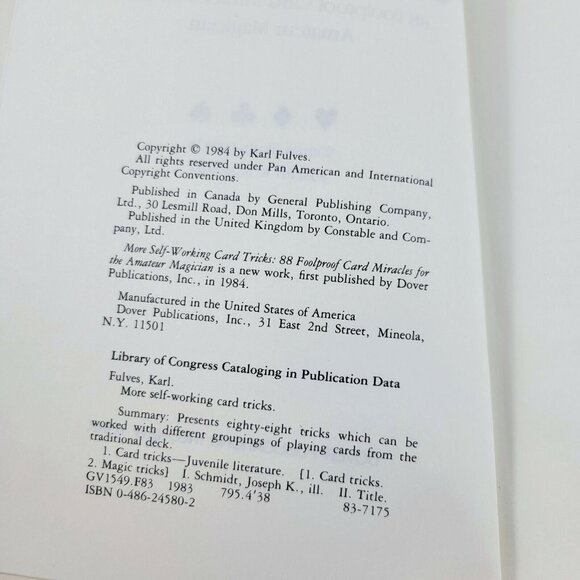 Copyright © 1984 by Karl Fulves.
All rights reserved under Pan American and International
Copyright Conventions.
Published in Canada by General Publishing Company,
Ltd., 30 Lesmill Road, Don Mills, Toronto, Ontario.
Published in the United Kingdom by Constable and Com-
pany, Ltd.
More Self-Working Card Tricks: 88 Foolproof Card Miracles for
the Amateur Magician is a new work, first published by Dover
Publications, Inc., in 1984.
Manufactured in the United States of America
Dover Publications, Inc., 31 East 2nd Street, Mineola,
N.Y. 11501
Library of Congress Cataloging in Publication Data
Fulves, Karl.
More self-working card tricks.
Summary: Presents eighty-eight tricks which can be
worked with different groupings of playing cards from the
traditional deck.
1. Card tricks—Juvenile literature. [1. Card tricks.
2. Magic tricks] I. Schmidt, Joseph K., ill. II. Title.
GV1549.F83 1983 795.4'38 83-7175
ISBN 0-486-24580-2